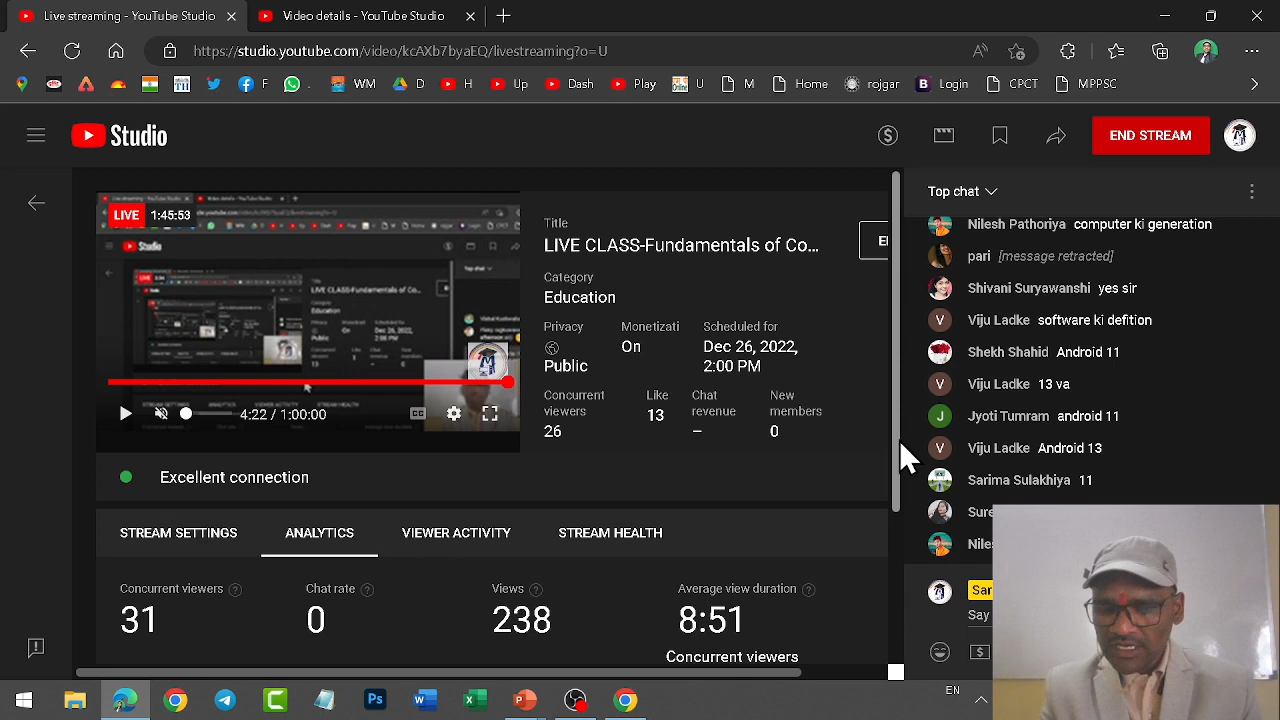 Live streaming - YouTube Studio
Video details - YouTube Studio
https://studio.youtube.com/video/kcAXb7byaEQ/livestreaming?o=U
F
WM
D
H
Up
Dash
Play
U
M
Home
rojgar
Login
CPCT
MPPSC
Studio
END STREAM
LIVE 1:45:53
4:22 / 1:00:00
Title
LIVE CLASS-Fundamentals of Co...
Category
Education
Privacy
Public
Monetizati
On
Scheduled for
Dec 26, 2022,
2:00 PM
Concurrent
viewers
26
Like
13
Chat
revenue
–
New
members
0
Excellent connection
STREAM SETTINGS
ANALYTICS
VIEWER ACTIVITY
STREAM HEALTH
Concurrent viewers
31
Chat rate
0
Views
238
Average view duration
8:51
Concurrent viewers
Top chat
Nilesh Pathoriya computer ki generation
pari [message retracted]
Shivani Suryawanshi yes sir
Viju Ladke software ki defition
Shekh Shahid Android 11
Viju Ladke 13 va
Jyoti Tumram android 11
Viju Ladke Android 13
Sarima Sulakhiya 11
Sure
Niles
Sar
Say
EN